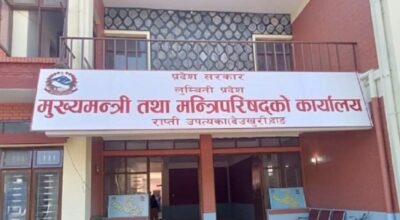 प्रदेश सरकार
लुम्बिनी प्रदेश
मुख्यमन्त्री तथा मन्त्रिपरिषद्को कार्यालय
राप्ती उपत्यका(देउखुरी)दाङ